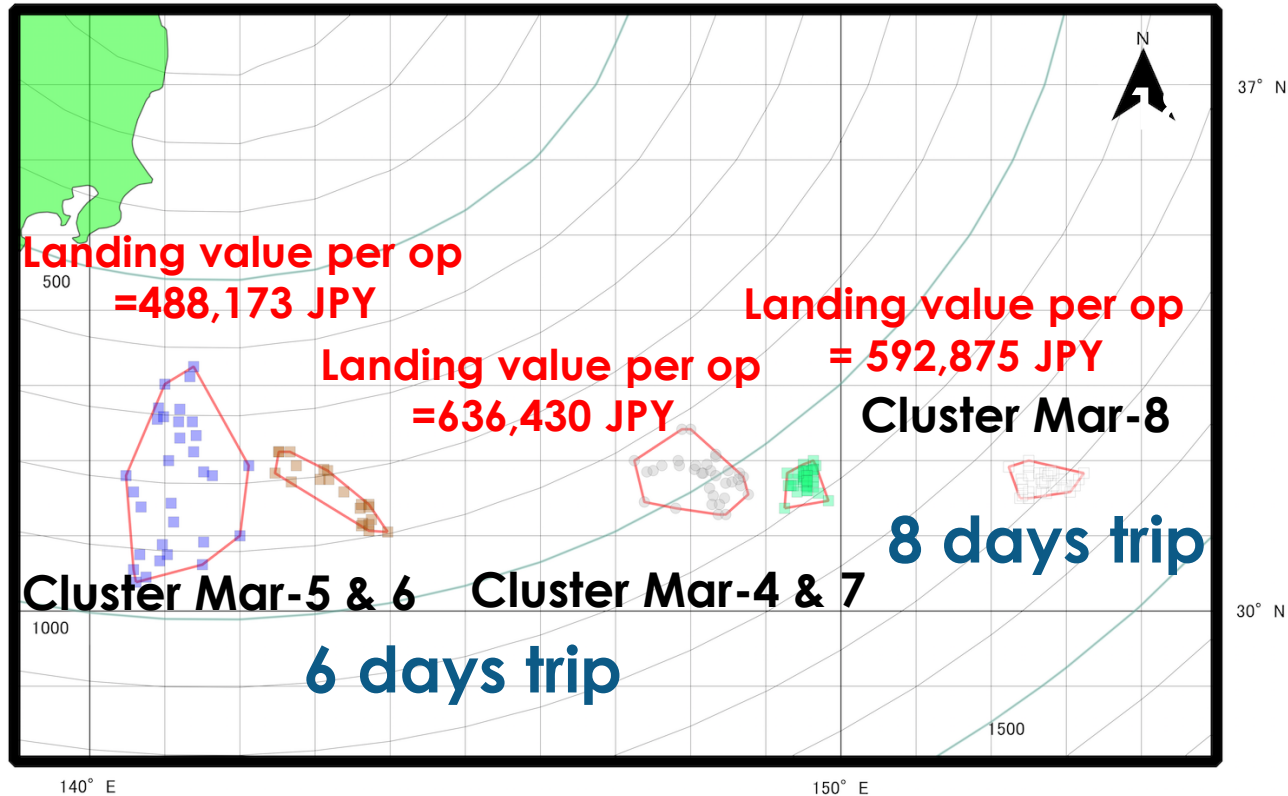 N
37° N
Landing value per op
=488,173 JPY
500
Landing value per op
= 592,875 JPY
Landing value per op
=636,430 JPY
Cluster Mar-8
8 days trip
Cluster Mar-5 & 6
Cluster Mar-4 & 7
30° N
1000
6 days trip
1500
140° E
150° E